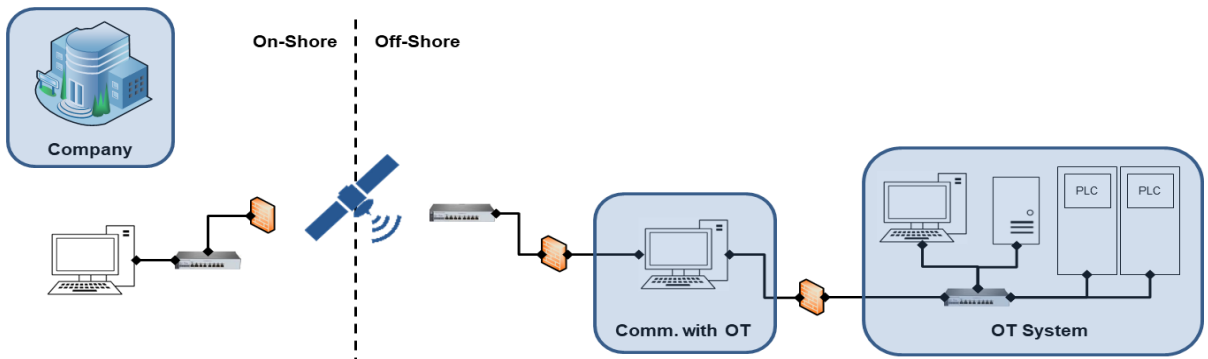 On-Shore
Off-Shore
Company
PLC
PLC
Comm. with OT
OT System